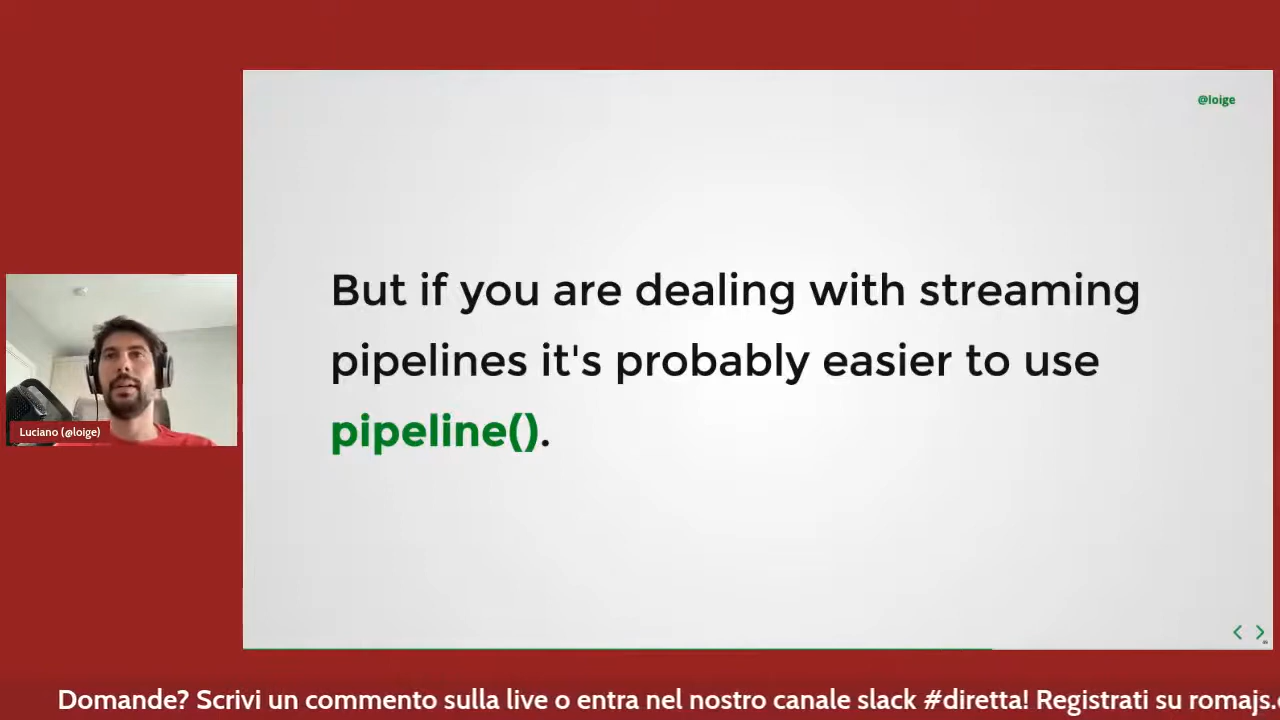 @loige
But if you are dealing with streaming
pipelines it's probably easier to use
pipeline().
Luciano (@loige)
Domande? Scrivi un commento sulla live o entra nel nostro canale slack #diretta! Registrati su romajs.